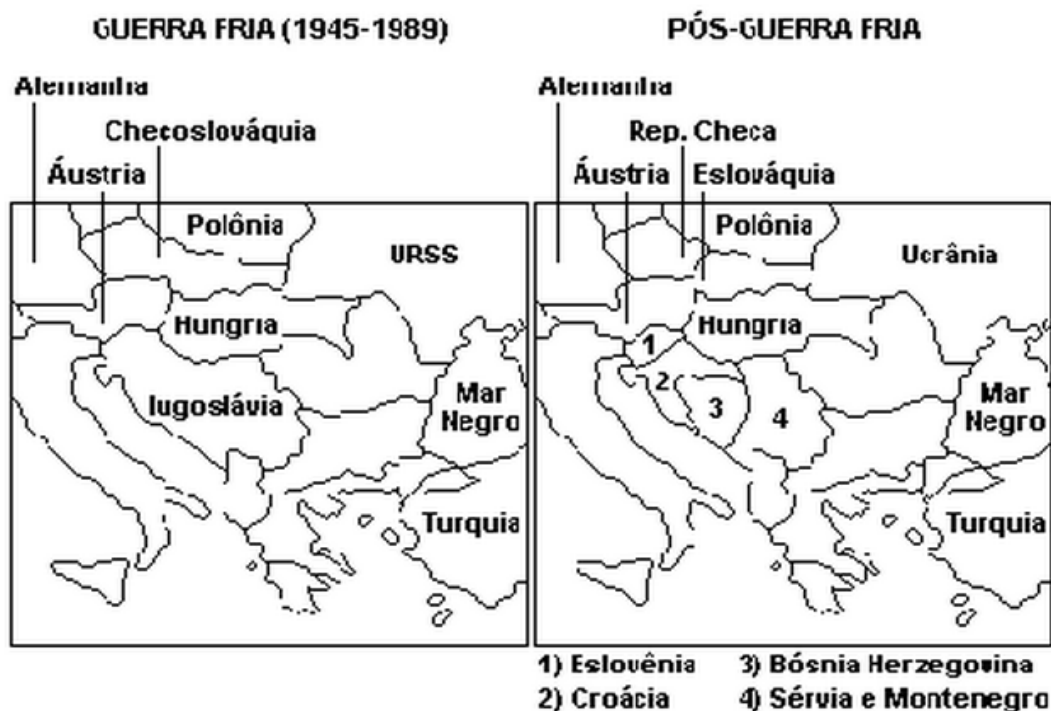 GUERRA FRIA (1945-1989)
Alemanha
Checoslováquia
Áustria
Polônia
URSS
Hungria
Iugoslávia
Mar
Negro
Turquia
PÓS-GUERRA FRIA
Alemanha
Rep. Checa
Áustria
Eslováquia
Polônia
Ucrânia
Hungria
1
2
3
4
Mar
Negro
Turquia
1) Eslovênia 3) Bósnia Herzegovina
2) Croácia 4) Sérvia e Montenegro